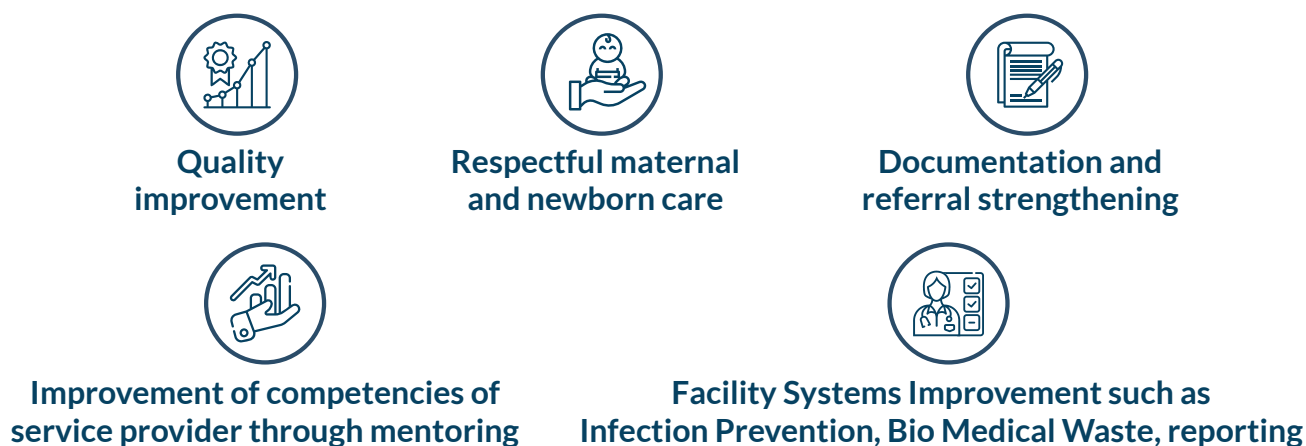 Quality
improvement
Respectful maternal
and newborn care
Documentation and
referral strengthening
Improvement of competencies of
service provider through mentoring
Facility Systems Improvement such as
Infection Prevention, Bio Medical Waste, reporting